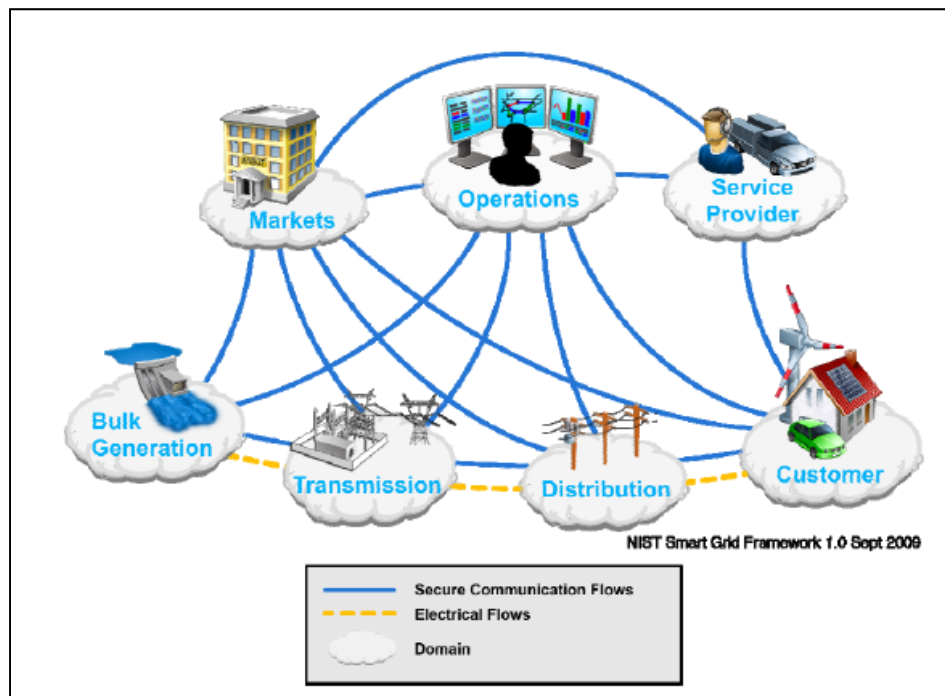 Operations
Service
Provider
Markets
Bulk
Generation
Transmission
Distribution
Customer
NIST Smart Grid Framework 1.0 Sept 2009
Secure Communication Flows
Electrical Flows
Domain